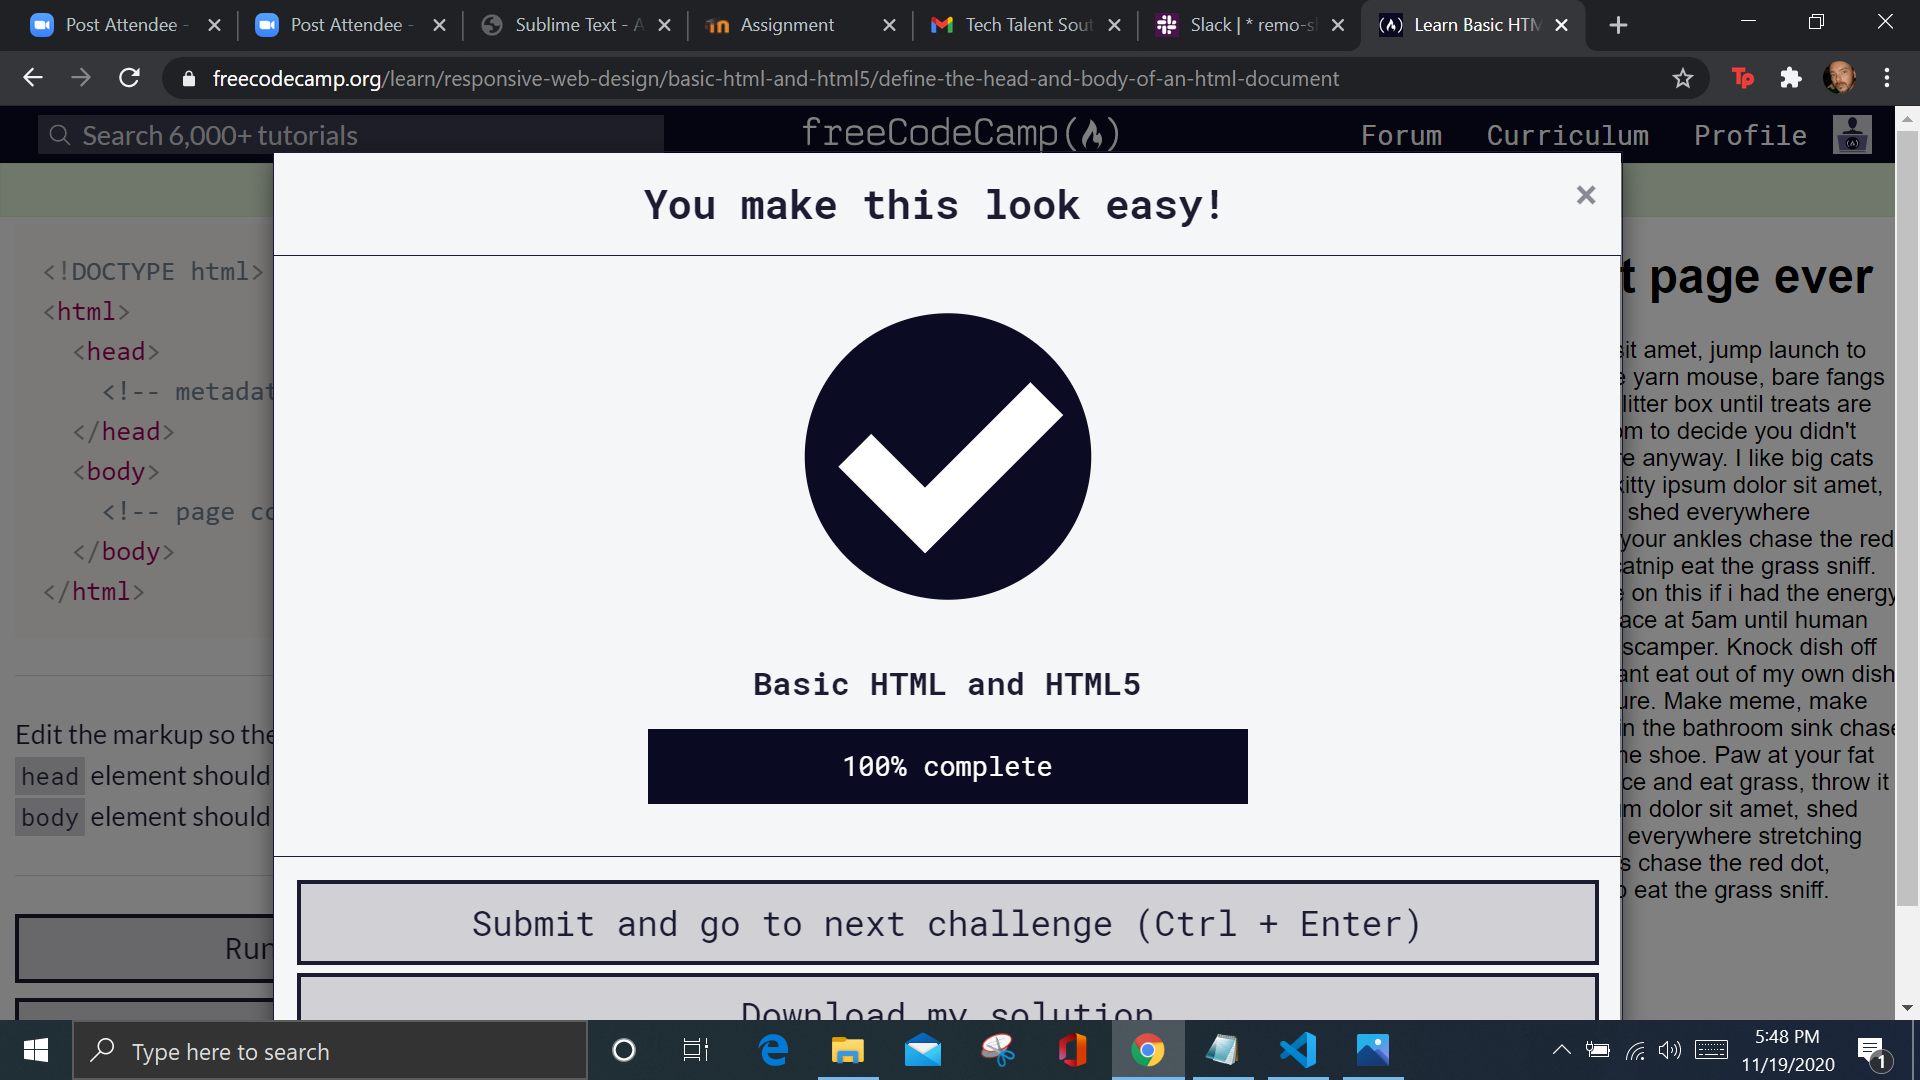 Post Attendee -
Post Attendee -
Sublime Text - A
Assignment
Tech Talent Sout
Slack | * remo-sl
Learn Basic HTM
freecodecamp.org/learn/responsive-web-design/basic-html-and-html5/define-the-head-and-body-of-an-html-document
Tp
Search 6,000+ tutorials
freeCodeCamp
Forum
Curriculum
Profile
You make this look easy!
×
<!DOCTYPE html>
<html>
<head>
<!-- metadat
</head>
<body>
<!-- page co
</body>
</html>
Edit the markup so the
head element should
body element should
Run
Basic HTML and HTML5
100% complete
Submit and go to next challenge (Ctrl + Enter)
Download my solution
t page ever
sit amet, jump launch to
e yarn mouse, bare fangs
litter box until treats are
om to decide you didn't
re anyway. I like big cats
kitty ipsum dolor sit amet,
shed everywhere
your ankles chase the red
catnip eat the grass sniff.
e on this if i had the energy
ace at 5am until human
scamper. Knock dish off
ant eat out of my own dish
ure. Make meme, make
in the bathroom sink chase
he shoe. Paw at your fat
ce and eat grass, throw it
m dolor sit amet, shed
everywhere stretching
s chase the red dot,
p eat the grass sniff.
Type here to search
5:48 PM
11/19/2020
1